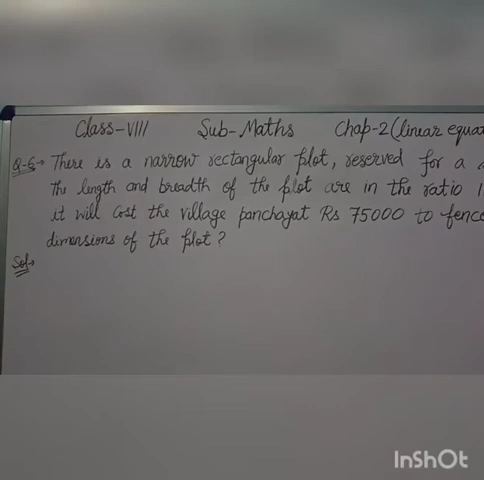 Class-VIII Sub-Maths Chap-2 (linear
Q-6→ There is a narrow rectangular plot, reserved for a
The length and breadth of the plot are in the ratio
it will cost the village panchayat Rs 75000 to fence
dimensions of the plot?
Sol→
InShOt